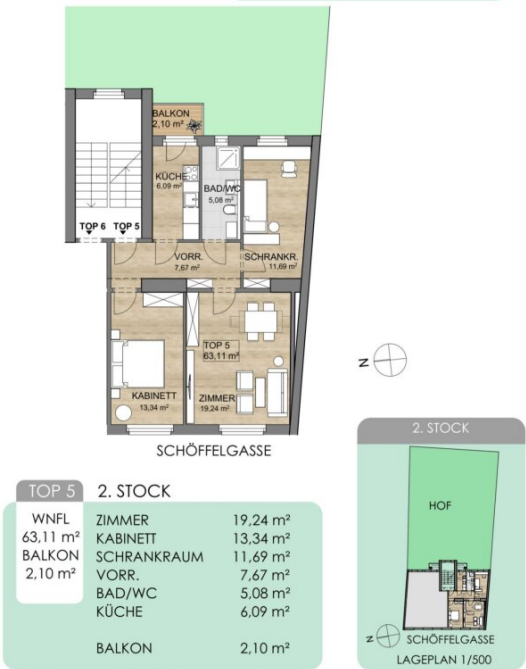 BALKON
2,10 m²
KÜCHE
6,09 m²
BAD/WC
5,08 m²
TOP 6 TOP 5
VORR.
7,67 m²
SCHRANKR.
11,69 m²
TOP 5
63,11 m²
KABINETT
13,34 m²
ZIMMER
19,24 m²
N
SCHÖFFELGASSE
TOP 5 2. STOCK
WNFL
63,11 m²
BALKON
2,10 m²
ZIMMER 19,24 m²
KABINETT 13,34 m²
SCHRANKRAUM 11,69 m²
VORR. 7,67 m²
BAD/WC 5,08 m²
KÜCHE 6,09 m²
BALKON 2,10 m²
2. STOCK
HOF
N
SCHÖFFELGASSE
LAGEPLAN 1/500